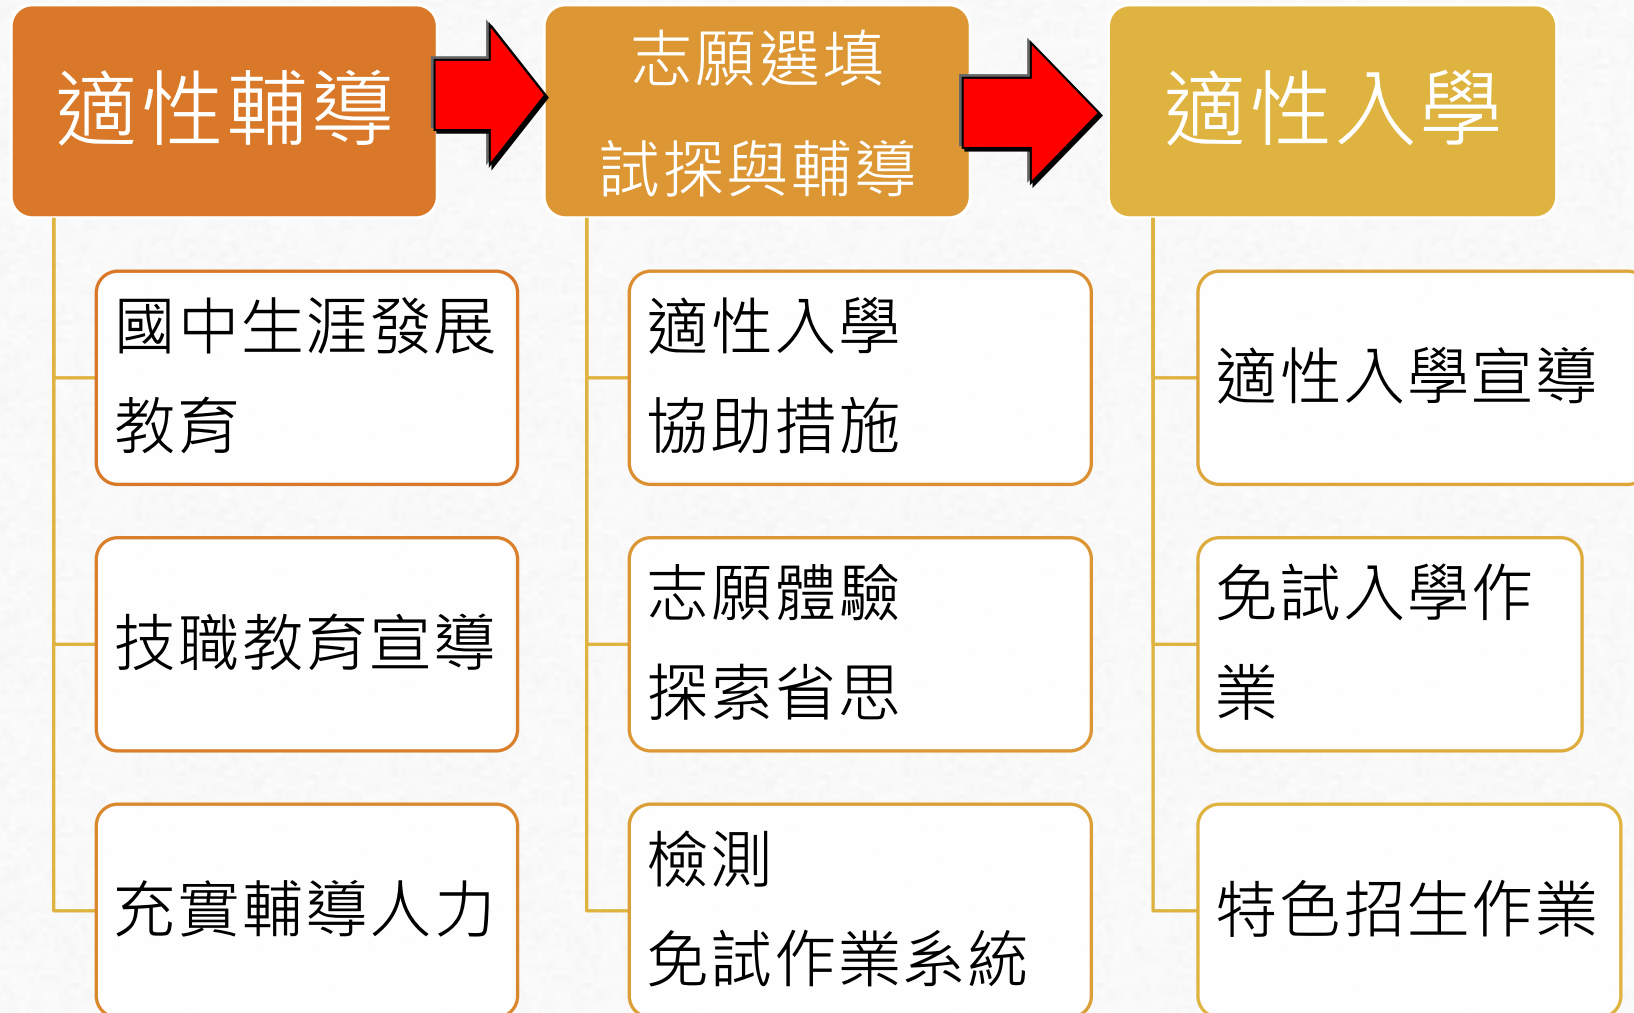 適性輔導
國中生涯發展
教育
技職教育宣導
充實輔導人力
志願選填
試探與輔導
適性入學
協助措施
志願體驗
探索省思
檢測
免試作業系統
適性入學
適性入學宣導
免試入學作
業
特色招生作業